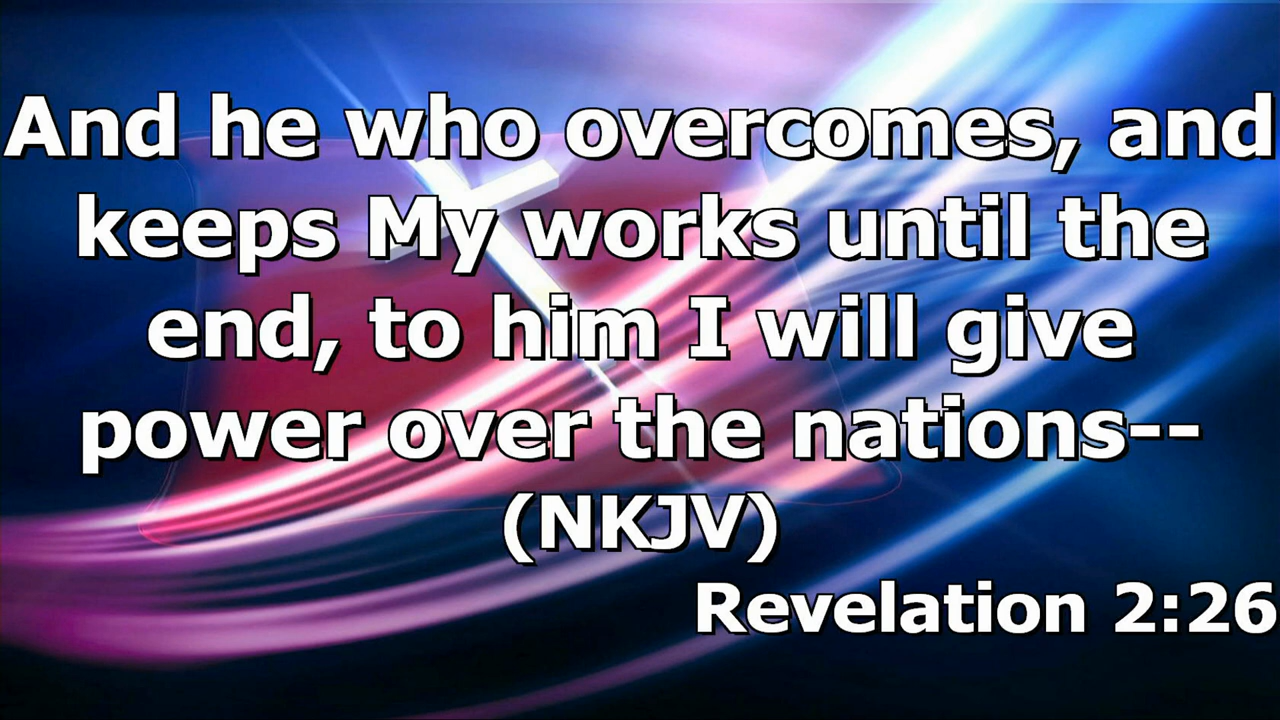 And he who overcomes, and
keeps My works until the
end, to him I will give
power over the nations--
(NKJV)
Revelation 2:26